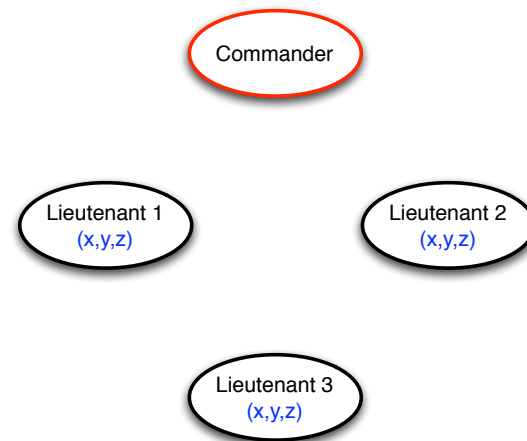 Commander
Lieutenant 1
(x,y,z)
Lieutenant 2
(x,y,z)
Lieutenant 3
(x,y,z)